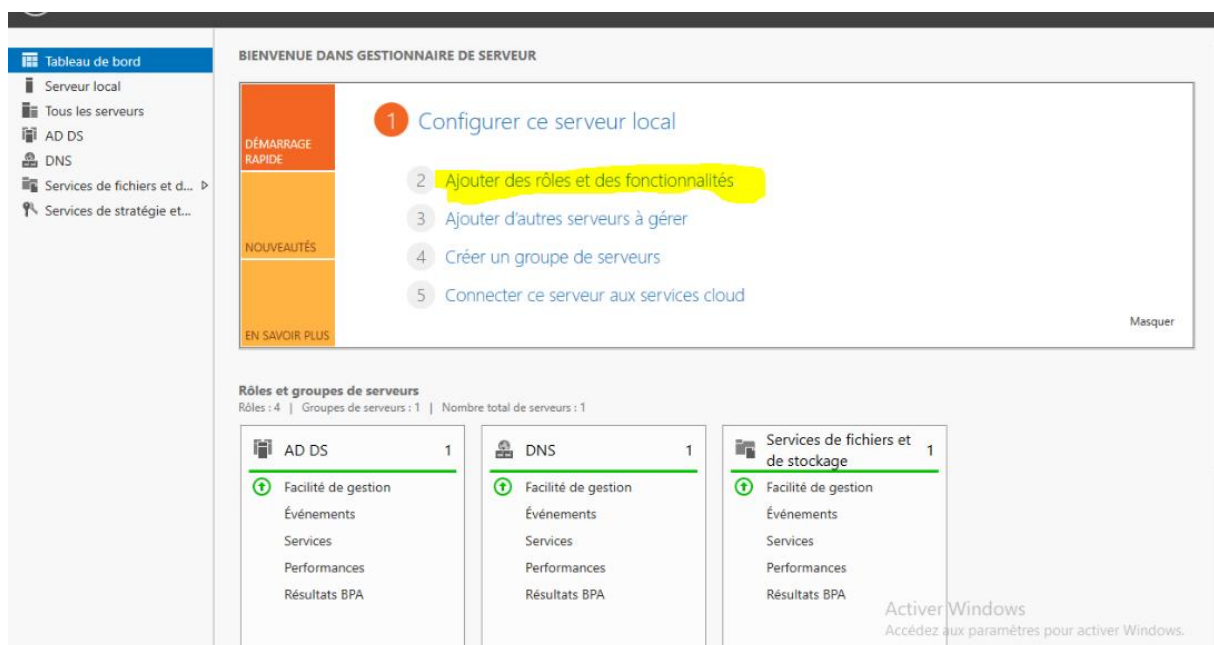 Tableau de bord
Serveur local
Tous les serveurs
AD DS
DNS
Services de fichiers et d...
Services de stratégie et...
BIENVENUE DANS GESTIONNAIRE DE SERVEUR
DÉMARRAGE
RAPIDE
NOUVEAUTÉS
EN SAVOIR PLUS
1 Configurer ce serveur local
2 Ajouter des rôles et des fonctionnalités
3 Ajouter d'autres serveurs à gérer
4 Créer un groupe de serveurs
5 Connecter ce serveur aux services cloud
Masquer
Rôles et groupes de serveurs
Rôles : 4 | Groupes de serveurs : 1 | Nombre total de serveurs : 1
AD DS 1
Facilité de gestion
Événements
Services
Performances
Résultats BPA
DNS 1
Facilité de gestion
Événements
Services
Performances
Résultats BPA
Services de fichiers et
de stockage 1
Facilité de gestion
Événements
Services
Performances
Résultats BPA
Activer Windows
Accédez aux paramètres pour activer Windows.